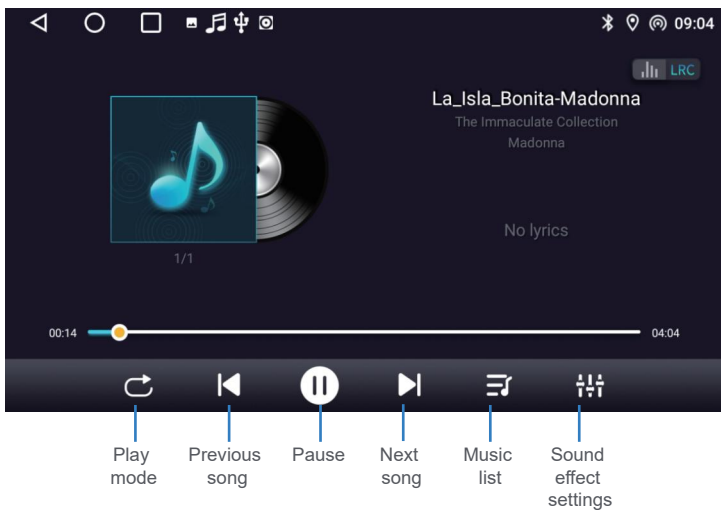 09:04
LRC
La_Isla_Bonita-Madonna
The Immaculate Collection
Madonna
No lyrics
1/1
00:14
04:04
Play mode
Previous song
Pause
Next song
Music list
Sound effect settings